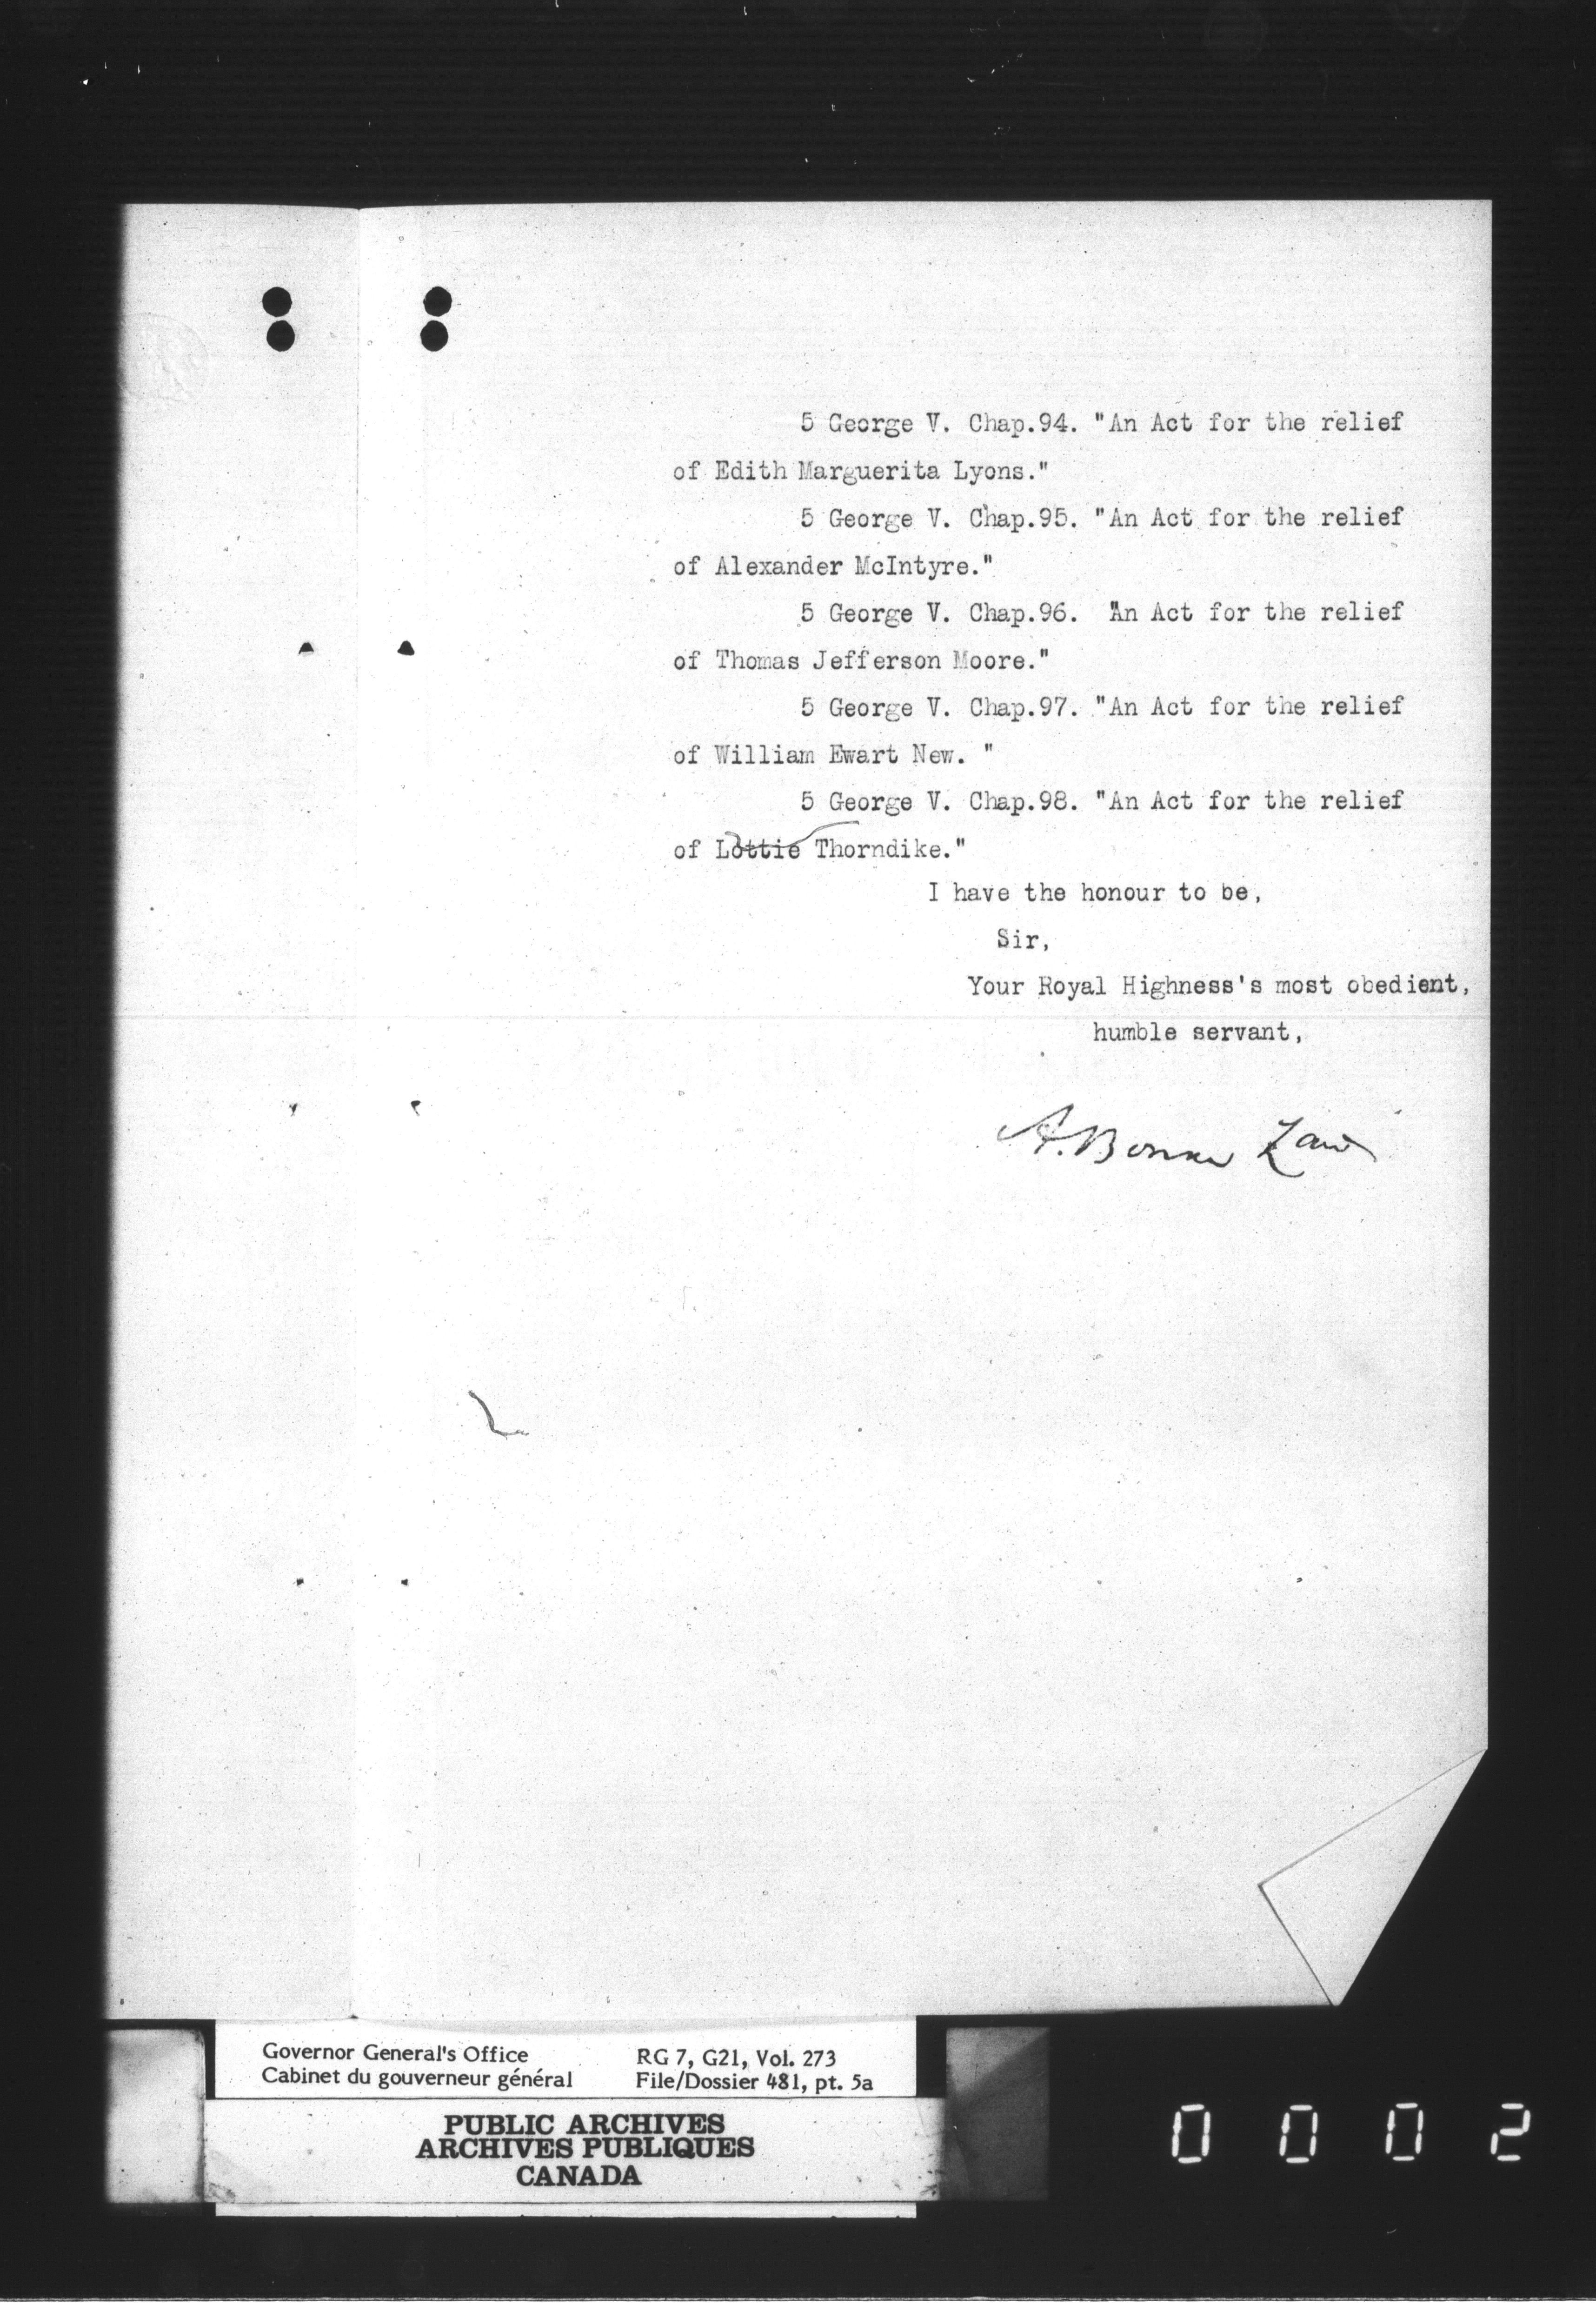 5 George V. Chap.94. "An Act for the relief
of Edith Marguerita Lyons."
5 George V. Chap.95. "An Act for the relief
of Alexander McIntyre."
5 George V. Chap.96. "An Act for the relief
of Thomas Jefferson Moore."
5 George V. Chap.97. "An Act for the relief
of William Ewart New. "
5 George V. Chap.98. "An Act for the relief
of Lottie Thorndike."
I have the honour to be,
Sir,
Your Royal Highness's most obedient,
humble servant,
A. Bonar Law
Governor General's Office RG 7, G21, Vol. 273
Cabinet du gouverneur général File/Dossier 481, pt. 5a
PUBLIC ARCHIVES
ARCHIVES PUBLIQUES
CANADA
0002